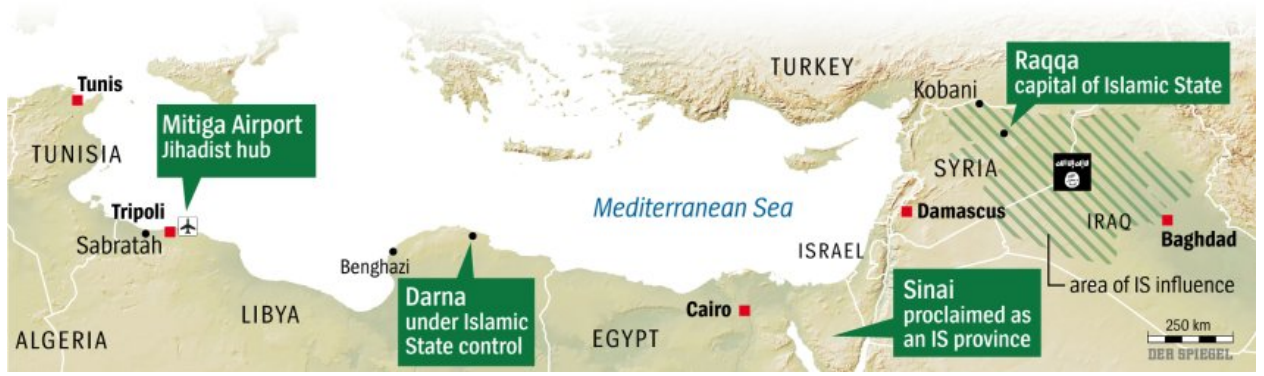 Tunis
Mitiga Airport
Jihadist hub
TUNISIA
Tripoli
Sabratah
ALGERIA
LIBYA
Benghazi
Darna
under Islamic
State control
Mediterranean Sea
EGYPT
Cairo
TURKEY
Kobani
Raqqa
capital of Islamic State
SYRIA
Damascus
ISRAEL
IRAQ
Baghdad
area of IS influence
Sinai
proclaimed as
an IS province
250 km
DER SPIEGEL